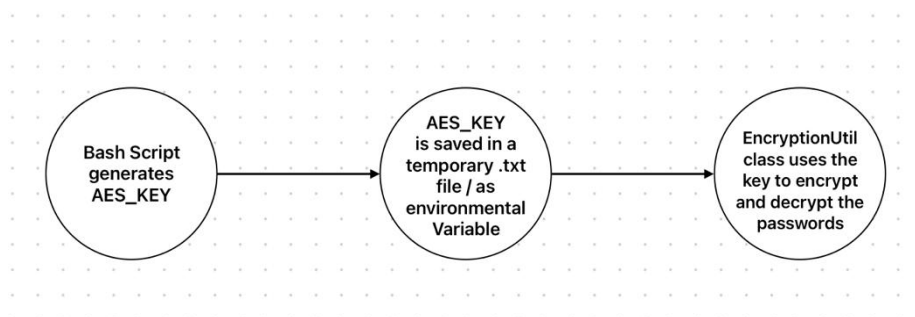 Bash Script
generates
AES_KEY
AES_KEY
is saved in a
temporary .txt
file / as
environmental
Variable
EncryptionUtil
class uses the
key to encrypt
and decrypt the
passwords